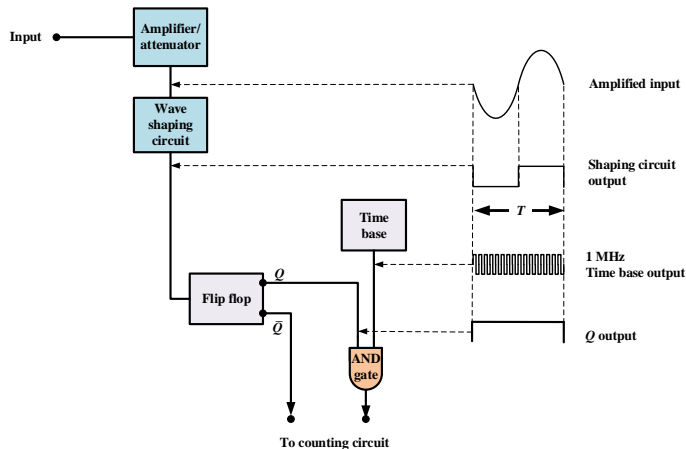 Input
Amplifier/
attenuator
Amplified input
Wave
shaping
circuit
Shaping circuit
output
T
Time
base
1 MHz
Time base output
Flip flop
Q
Q̅
Q output
AND
gate
To counting circuit